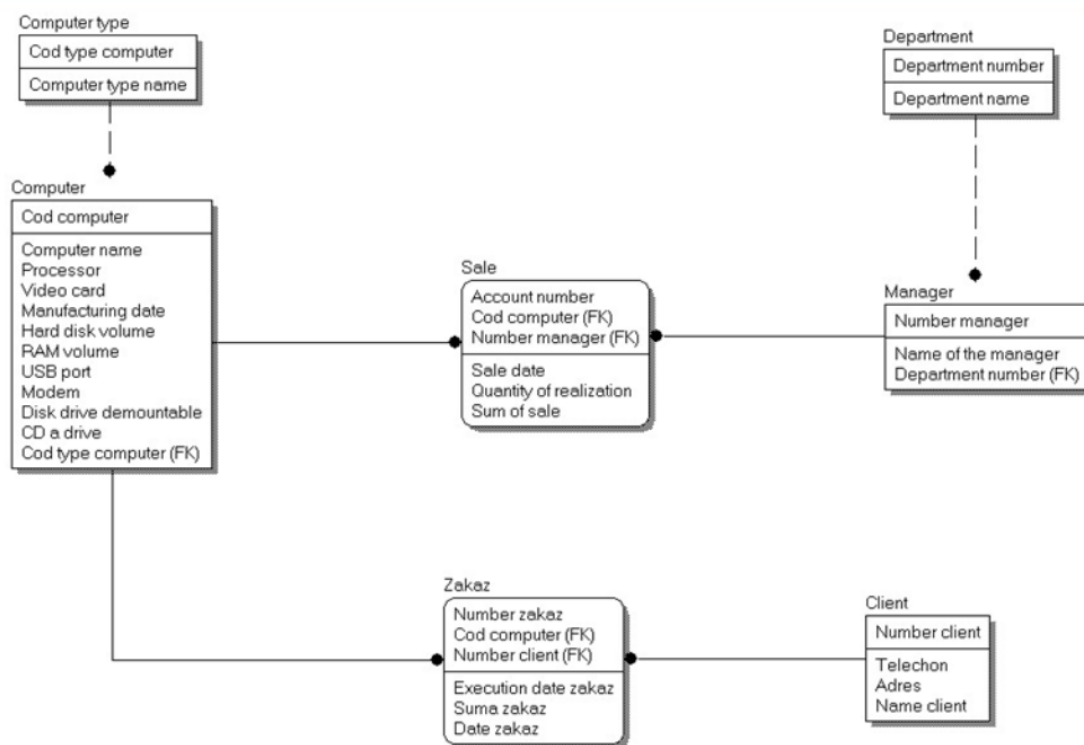 Computer type
Cod type computer
Computer type name
Department
Department number
Department name
Computer
Cod computer
Computer name
Processor
Video card
Manufacturing date
Hard disk volume
RAM volume
USB port
Modem
Disk drive demountable
CD a drive
Cod type computer (FK)
Sale
Account number
Cod computer (FK)
Number manager (FK)
Sale date
Quantity of realization
Sum of sale
Manager
Number manager
Name of the manager
Department number (FK)
Zakaz
Number zakaz
Cod computer (FK)
Number client (FK)
Execution date zakaz
Suma zakaz
Date zakaz
Client
Number client
Telechon
Adres
Name client